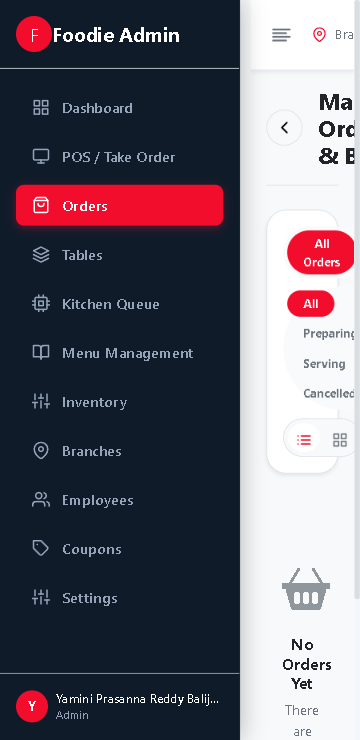 F Foodie Admin
Dashboard
POS / Take Order
Orders
Tables
Kitchen Queue
Menu Management
Inventory
Branches
Employees
Coupons
Settings
Y Yamini Prasanna Reddy Balij...
Admin
Bra
Ma
Ord
& B
All
Orders
All
Preparing
Serving
Cancelled
No
Orders
Yet
There
are